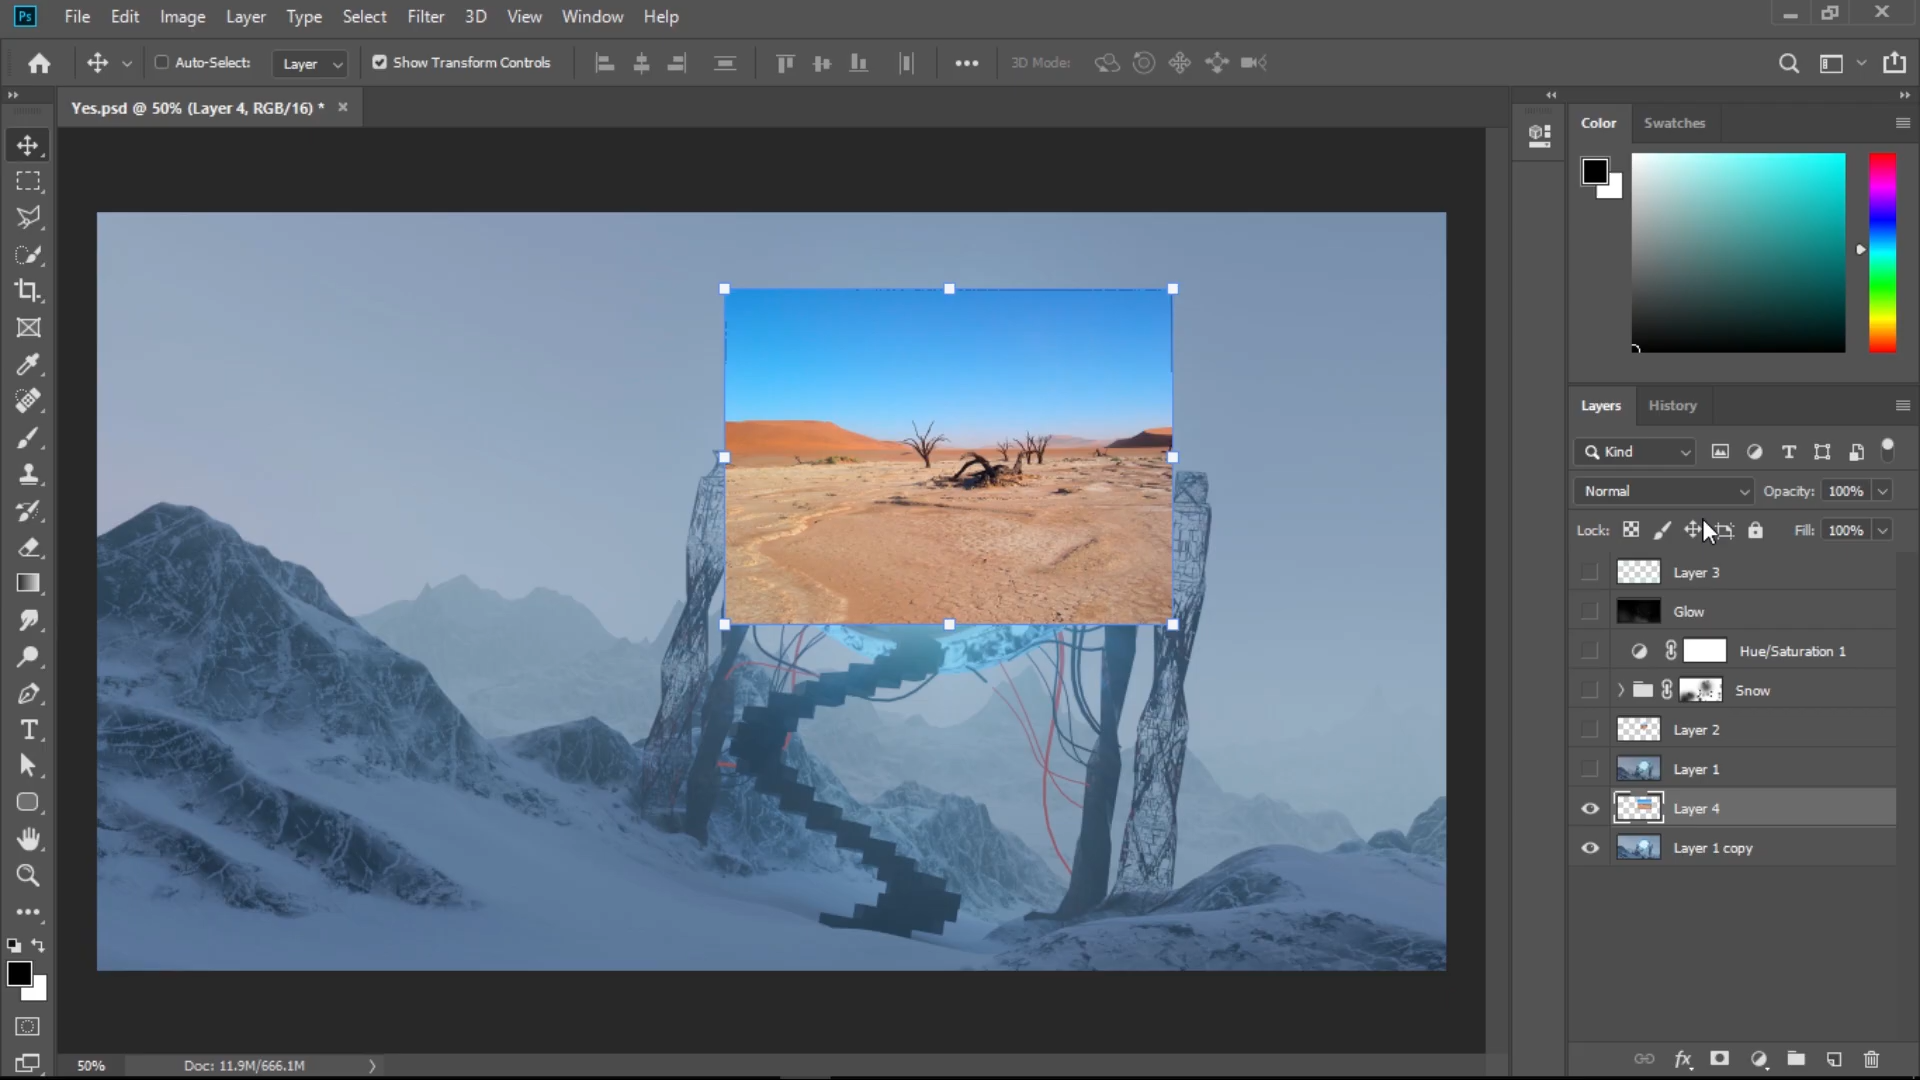 Ps File Edit Image Layer Type Select Filter 3D View Window Help
Auto-Select: Layer Show Transform Controls 3D Mode:
Yes.psd @ 50% (Layer 4, RGB/16) *
Color Swatches
Layers History
Kind
Normal Opacity: 100%
Lock: Fill: 100%
Layer 3
Glow
Hue/Saturation 1
Snow
Layer 2
Layer 1
Layer 4
Layer 1 copy
fx
50% Doc: 11.9M/666.1M